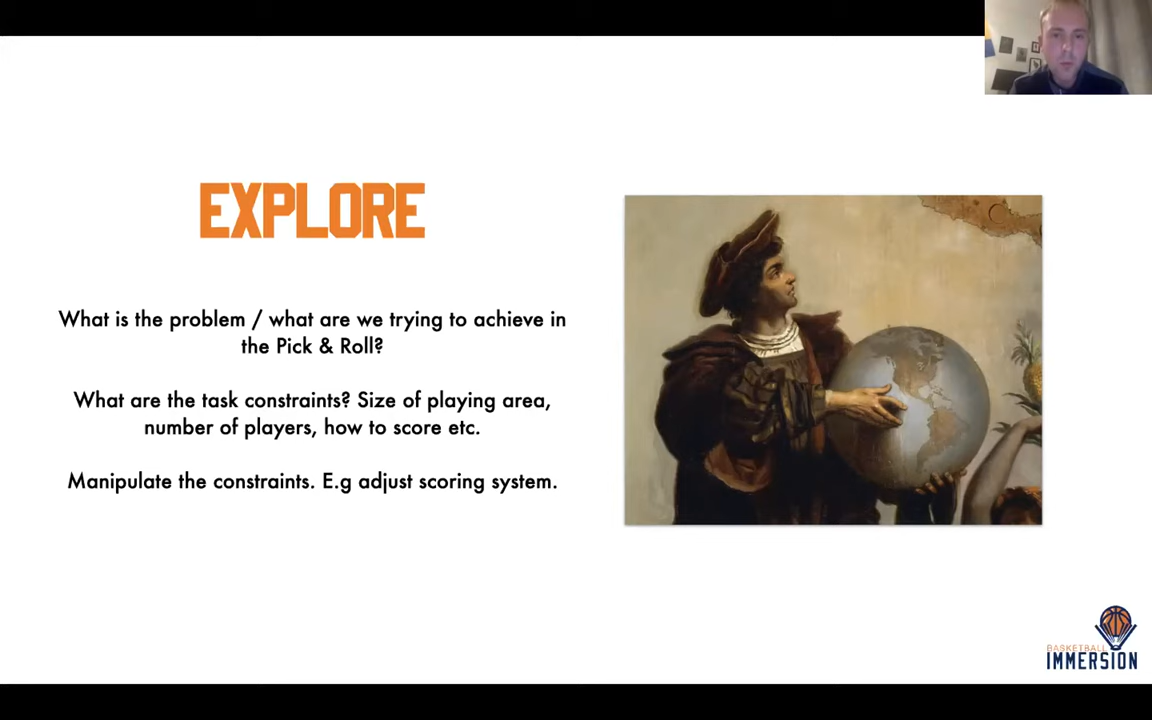 EXPLORE
What is the problem / what are we trying to achieve in
the Pick & Roll?
What are the task constraints? Size of playing area,
number of players, how to score etc.
Manipulate the constraints. E.g adjust scoring system.
BASKETBALL
IMMERSION